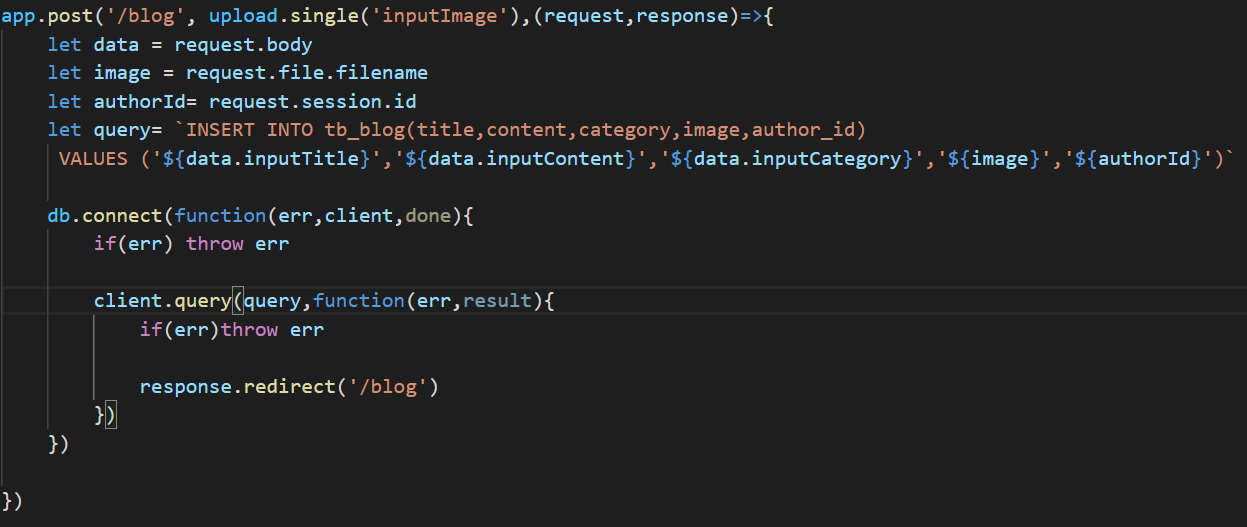 app.post('/blog', upload.single('inputImage'),(request,response)=>{
let data = request.body
let image = request.file.filename
let authorId= request.session.id
let query= `INSERT INTO tb_blog(title,content,category,image,author_id)
VALUES ('${data.inputTitle}','${data.inputContent}','${data.inputCategory}','${image}','${authorId}')`
db.connect(function(err,client,done){
if(err) throw err
client.query(query,function(err,result){
if(err)throw err
response.redirect('/blog')
})
})
})